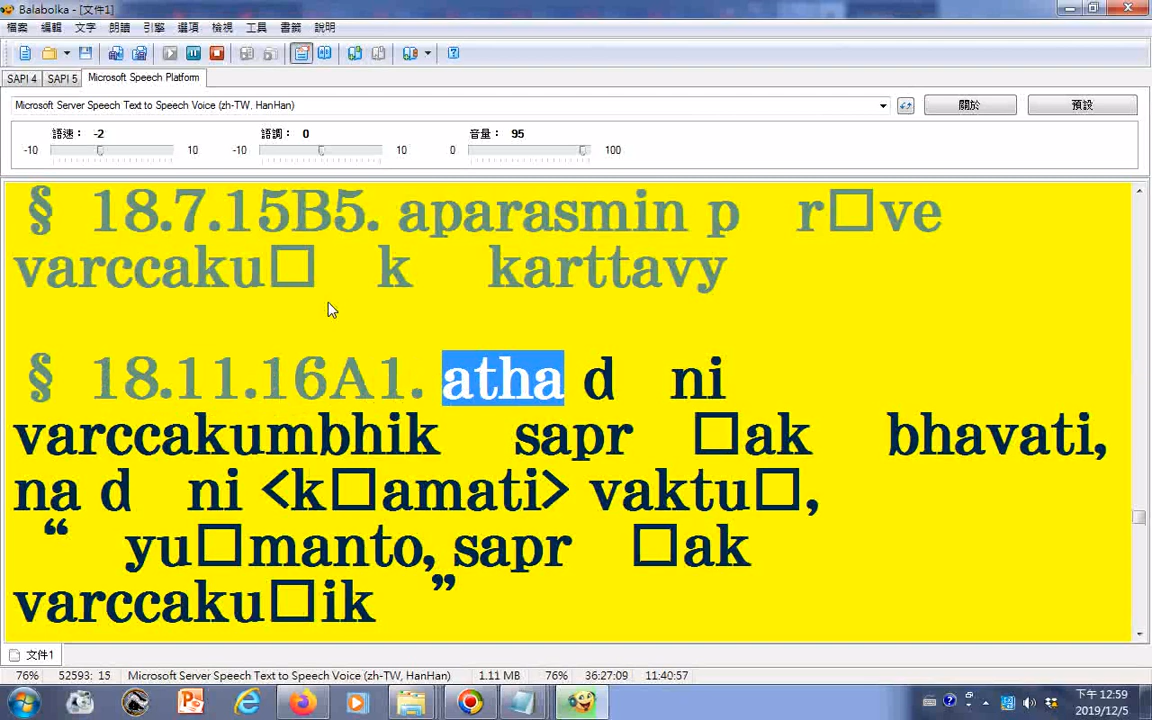 Balabolka - [文件1]
檔案 編輯 文字 朗讀 引擎 選項 檢視 工具 書籤 說明
SAPI 4 SAPI 5 Microsoft Speech Platform
Microsoft Server Speech Text to Speech Voice (zh-TW, HanHan) 關於 預設
語速： -2 語調： 0 音量： 95
-10 10 -10 10 0 100
§ 18.7.15B5. aparasmin p r□ve
varccaku□ k karttavy
§ 18.11.16A1. atha d ni
varccakumbhik sapr □ak bhavati,
na d ni <k□amati> vaktu□,
“ yu□manto, sapr □ak
varccaku□ik ”
文件1
76% 52593: 15 Microsoft Server Speech Text to Speech Voice (zh-TW, HanHan) 1.11 MB 76% 36:27:09 11:40:57
下午 12:59
2019/12/5